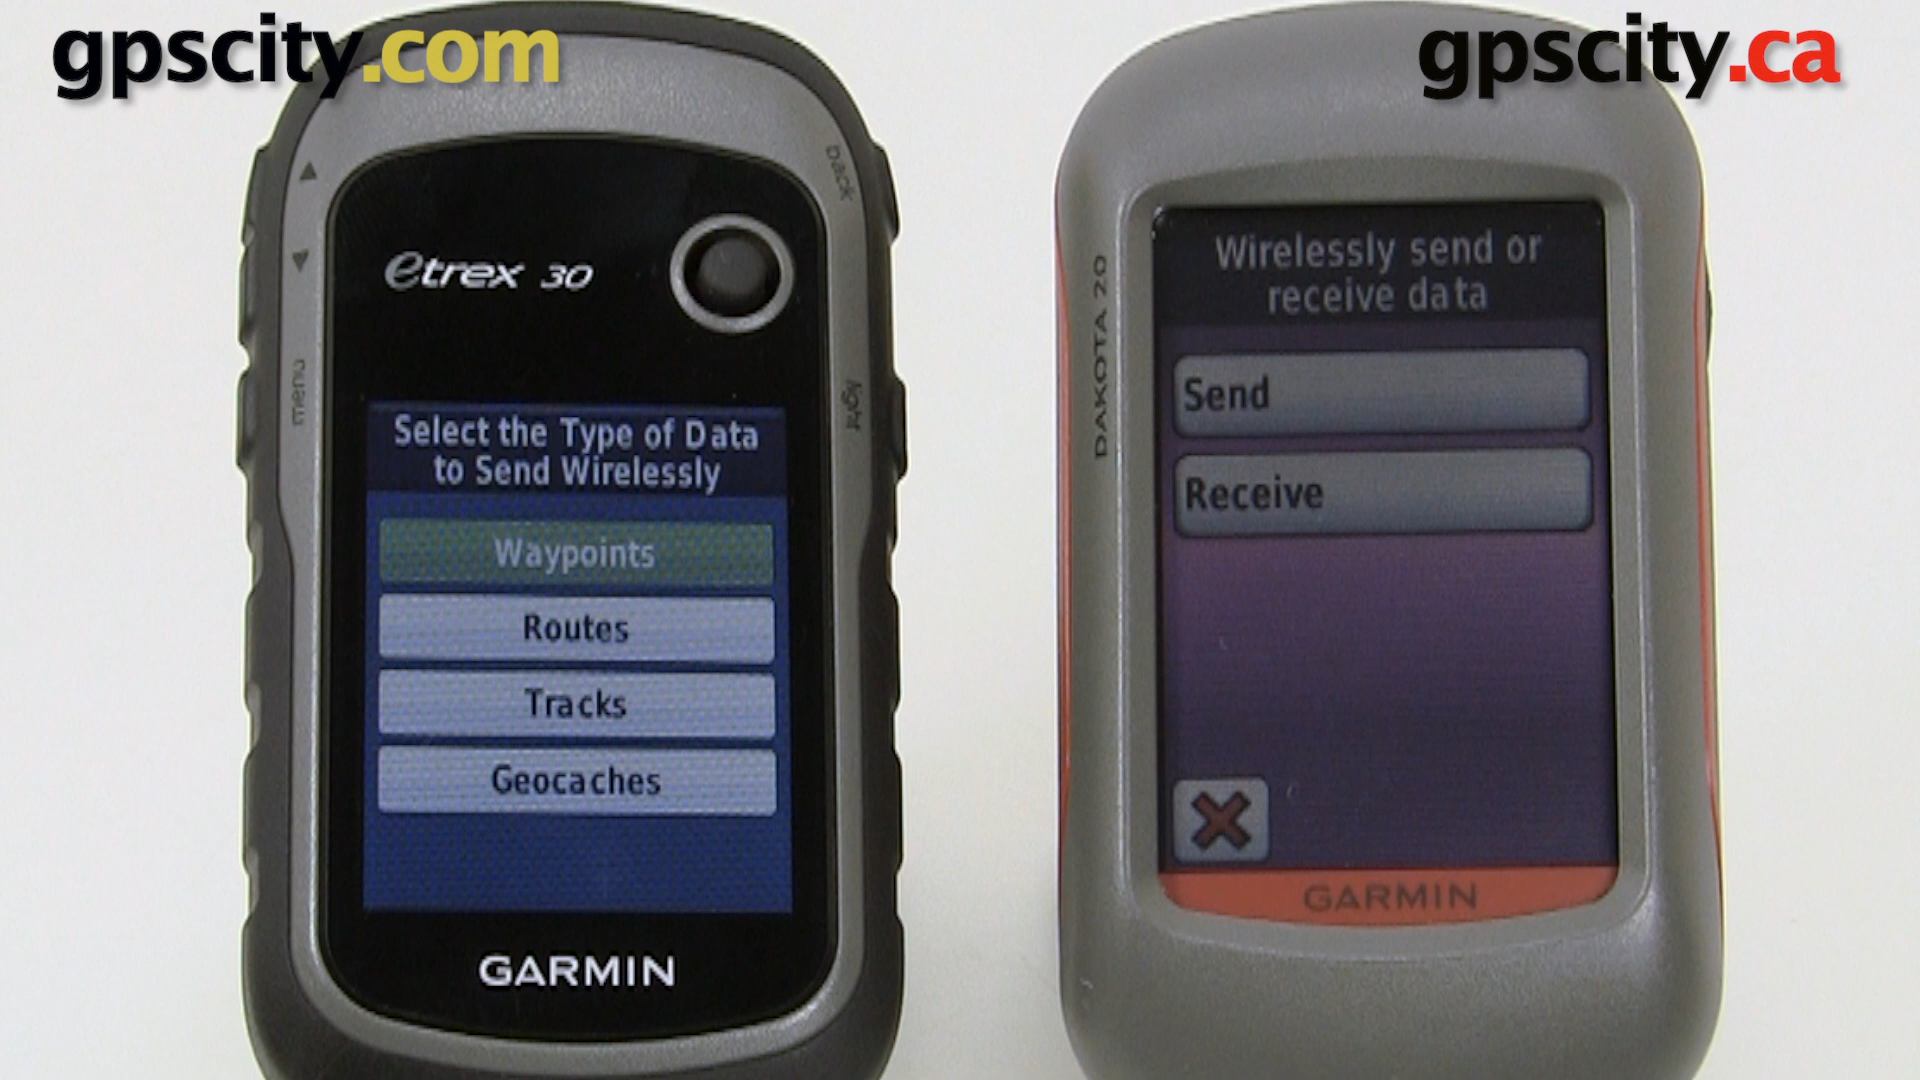 gpscity.com
gpscity.ca
back
etrex 30
menu
light
Select the Type of Data
to Send Wirelessly
Waypoints
Routes
Tracks
Geocaches
GARMIN
DAKOTA 20
Wirelessly send or
receive data
Send
Receive
GARMIN